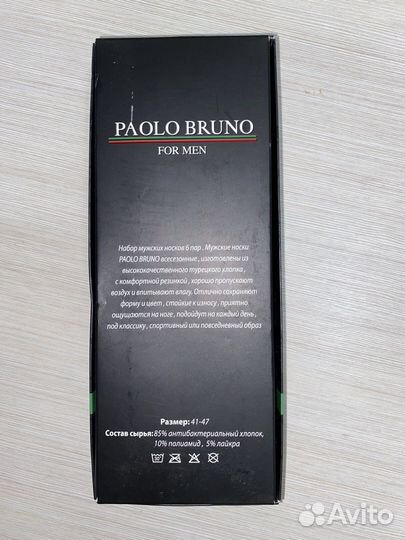 PAOLO BRUNO
FOR MEN
Набор мужских носков 6 пар . Мужские носки
PAOLO BRUNO всесезонные , изготовлены из
высококачественного турецкого хлопка ,
с комфортной резинкой , хорошо пропускают
воздух и впитывают влагу. Отлично сохраняют
форму и цвет , стойкие к износу , приятно
ощущаются на ноге , подойдут на каждый день ,
под классику , спортивный или повседневный образ
Размер: 41-47
Состав сырья: 85% антибактериальный хлопок,
10% полиамид , 5% лайкра
Avito